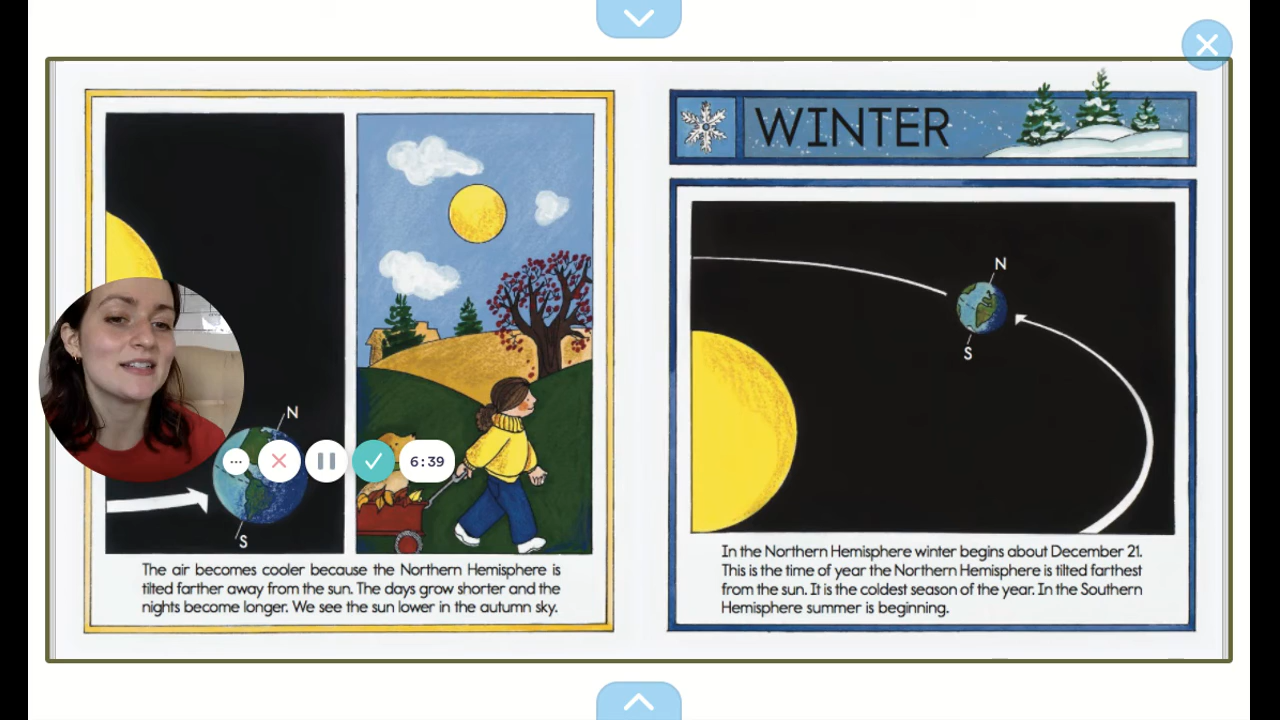 N
S
6:39
The air becomes cooler because the Northern Hemisphere is
tilted farther away from the sun. The days grow shorter and the
nights become longer. We see the sun lower in the autumn sky.
WINTER
N
S
In the Northern Hemisphere winter begins about December 21.
This is the time of year the Northern Hemisphere is tilted farthest
from the sun. It is the coldest season of the year. In the Southern
Hemisphere summer is beginning.